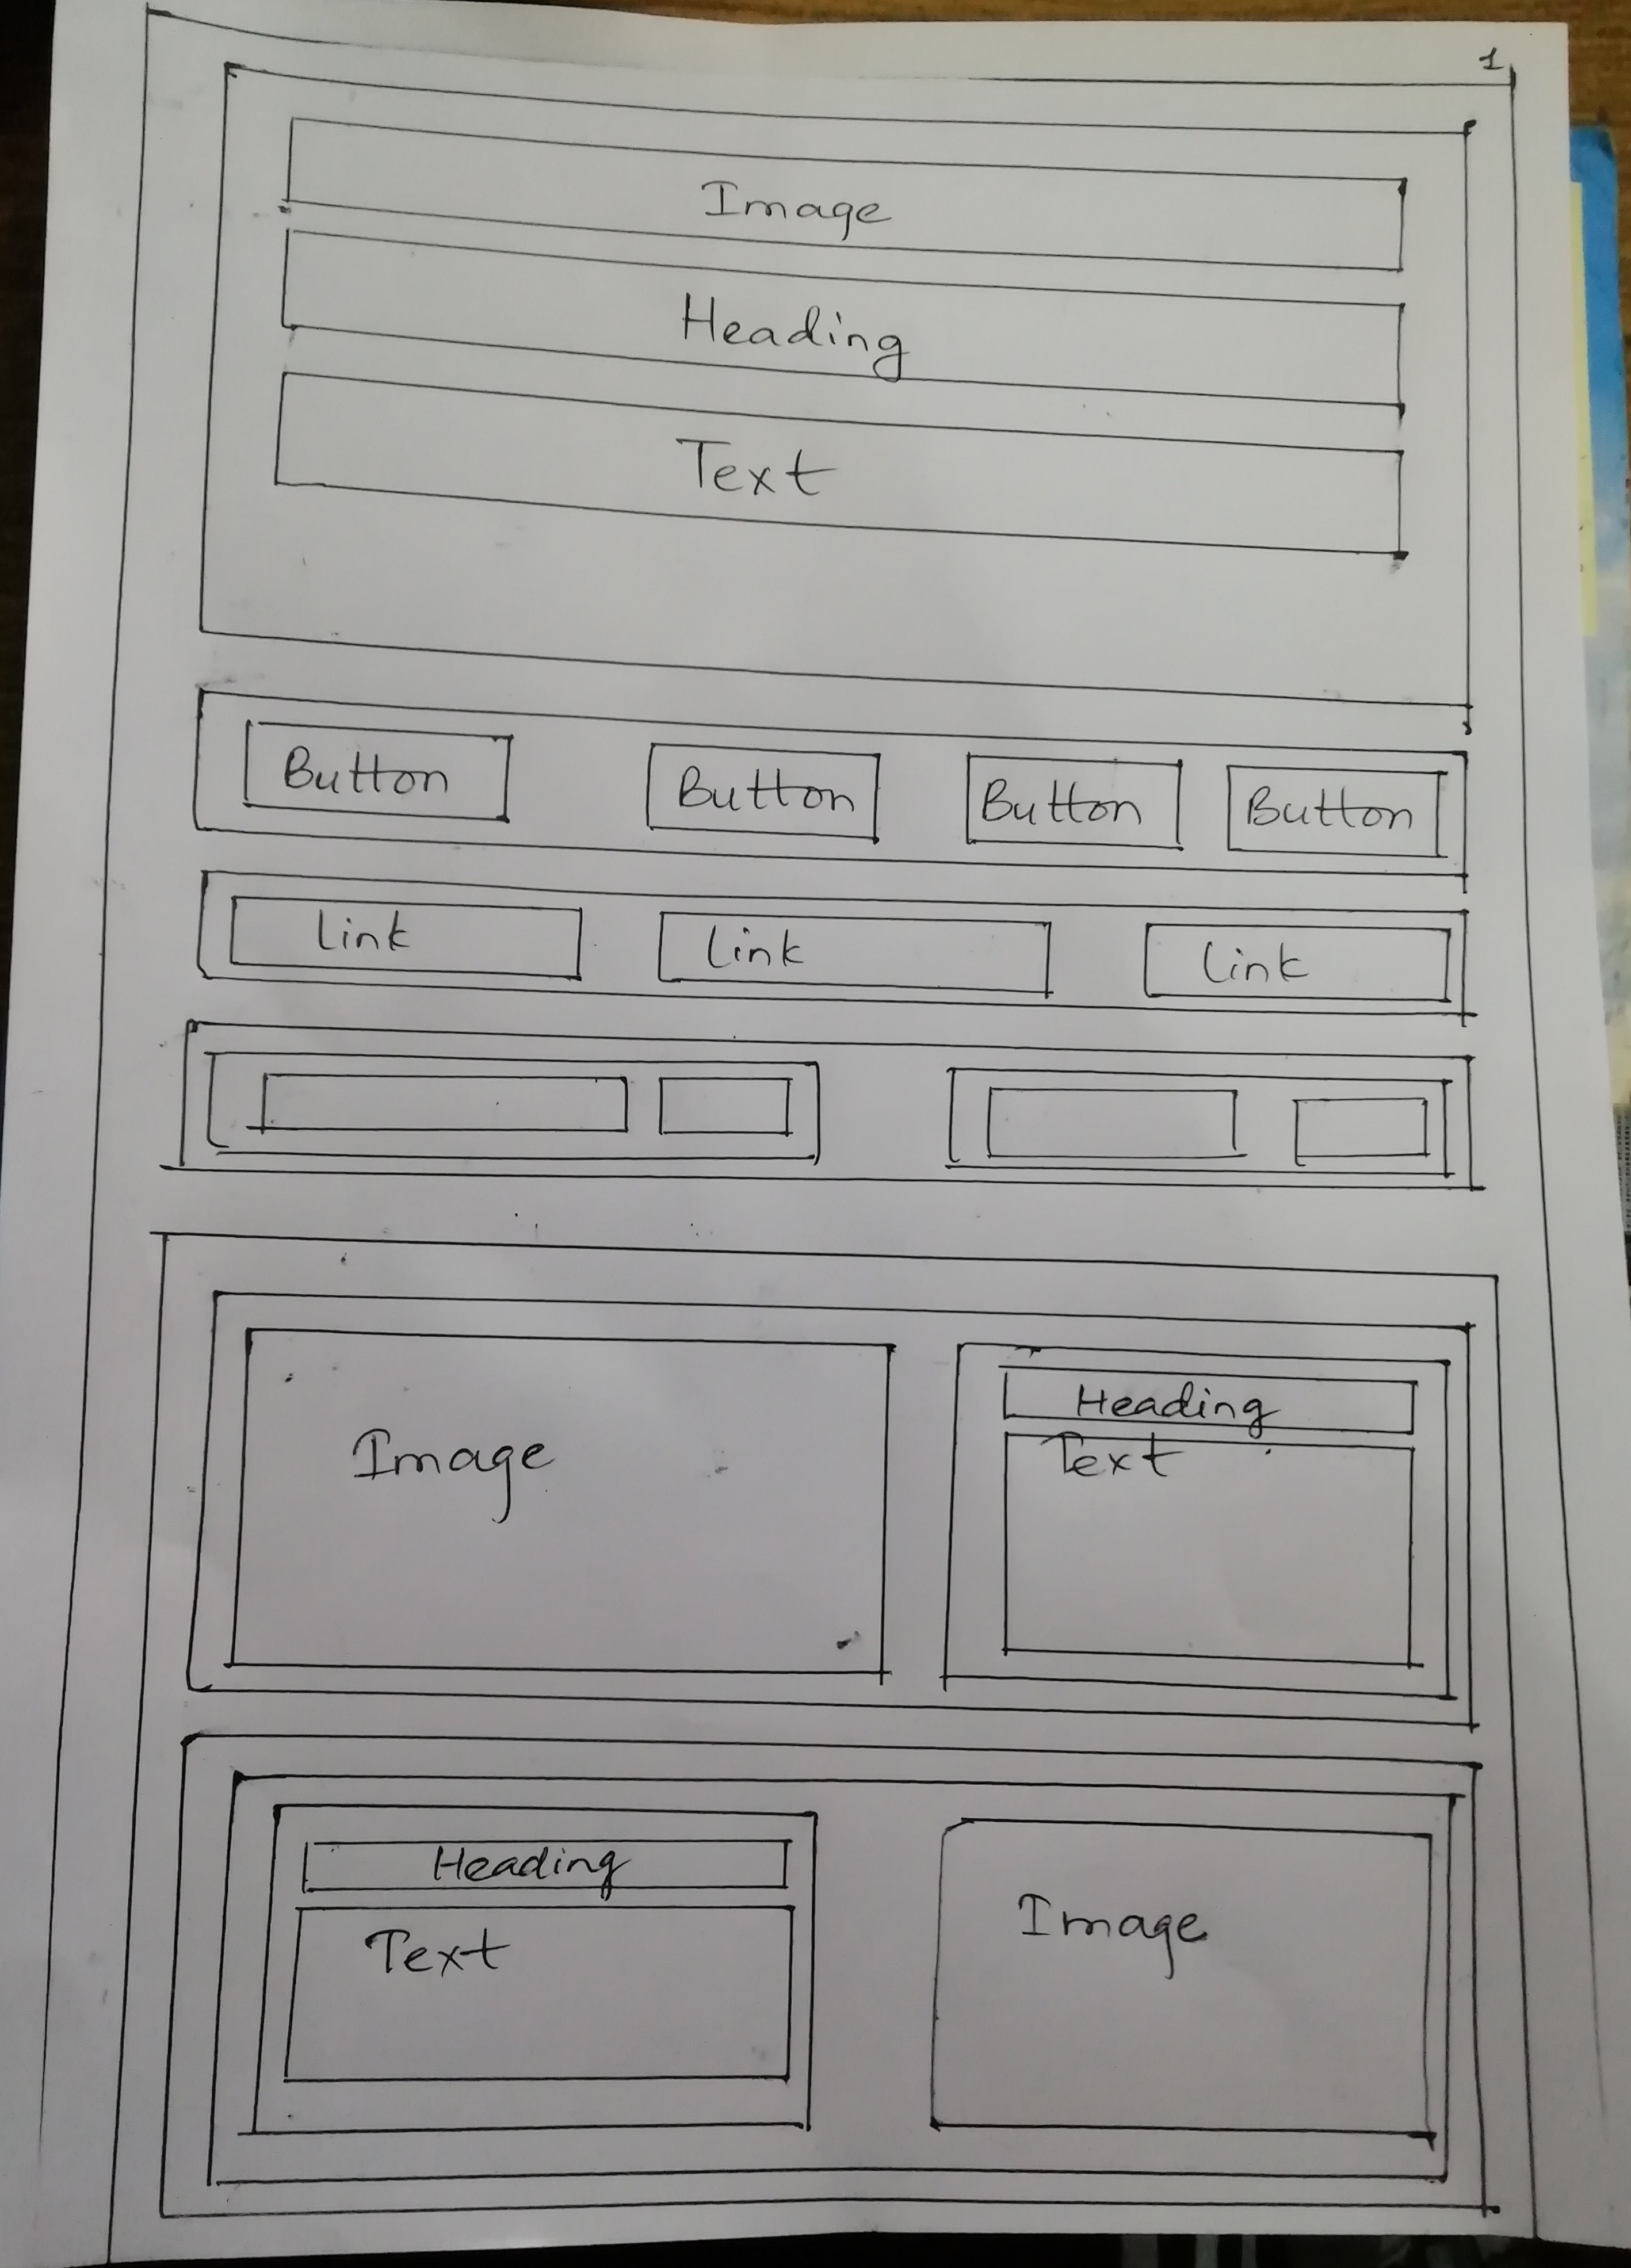 1
Image
Heading
Text
Button Button Button Button
Link Link Link
Image
Heading
Text
Heading
Text
Image